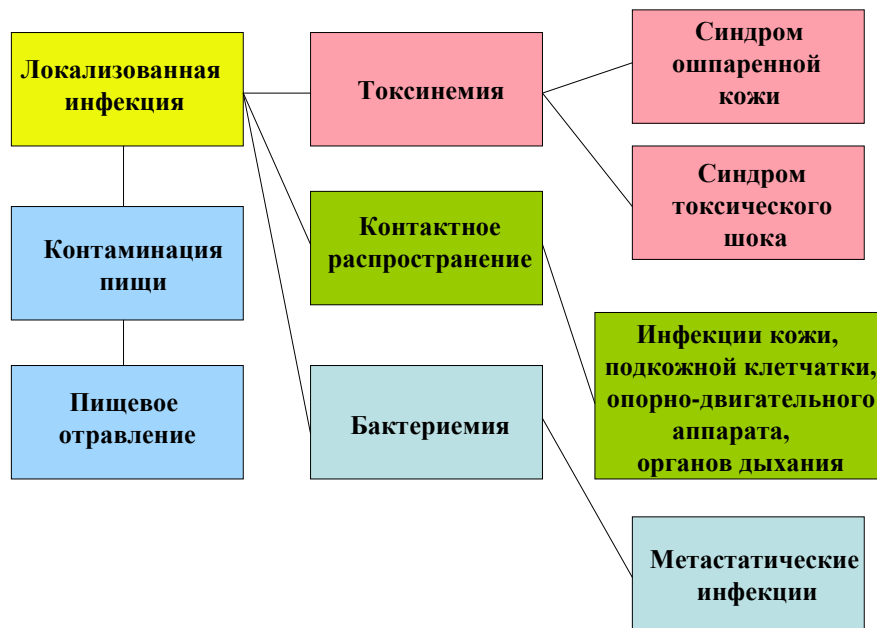 Локализованная
инфекция
Токсинемия
Синдром
ошпаренной
кожи
Синдром
токсического
шока
Контаминация
пищи
Контактное
распространение
Инфекции кожи,
подкожной клетчатки,
опорно-двигательного
аппарата,
органов дыхания
Пищевое
отравление
Бактериемия
Метастатические
инфекции